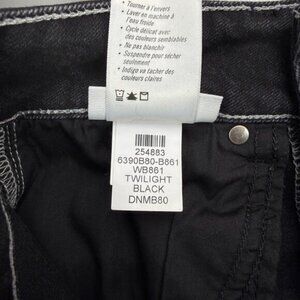 • Tourner à l'envers
• Laver en machine à
l'eau froide
• Cycle délicat avec
des couleurs semblables
• Ne pas blanchir
• Suspendre pour sécher
seulement
• Indigo va tacher des
couleurs claires
254883
6390B80-B861
WB861
TWILIGHT
BLACK
DNMB80